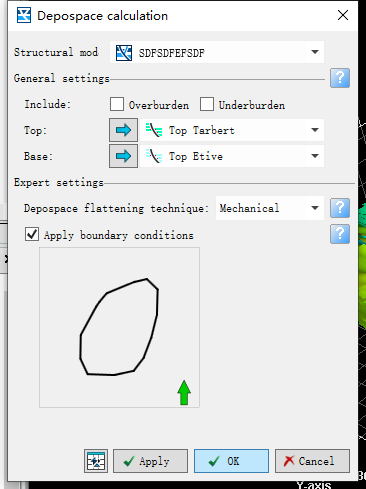 Depospace calculation
Structural mod SDFSDFEFSDF
General settings ?
Include: Overburden Underburden
Top: Top Tarbert
Base: Top Etive
Expert settings
Depospace flattening technique: Mechanical ?
Apply boundary conditions ?
Apply OK Cancel
Y-axis